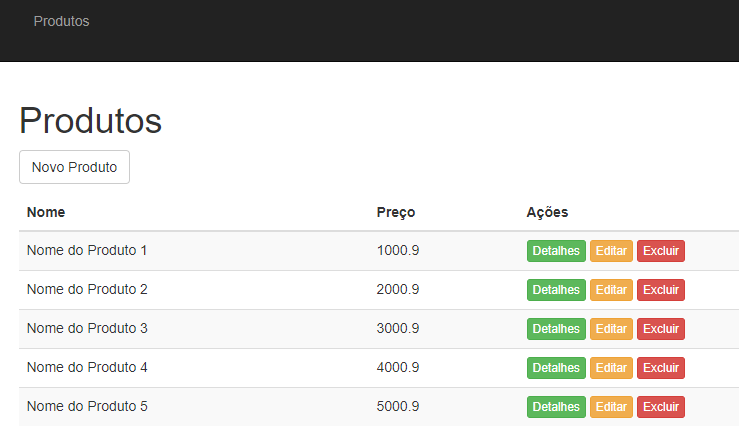 Produtos
Produtos
Novo Produto
Nome Preço Ações
Nome do Produto 1 1000.9 Detalhes Editar Excluir
Nome do Produto 2 2000.9 Detalhes Editar Excluir
Nome do Produto 3 3000.9 Detalhes Editar Excluir
Nome do Produto 4 4000.9 Detalhes Editar Excluir
Nome do Produto 5 5000.9 Detalhes Editar Excluir